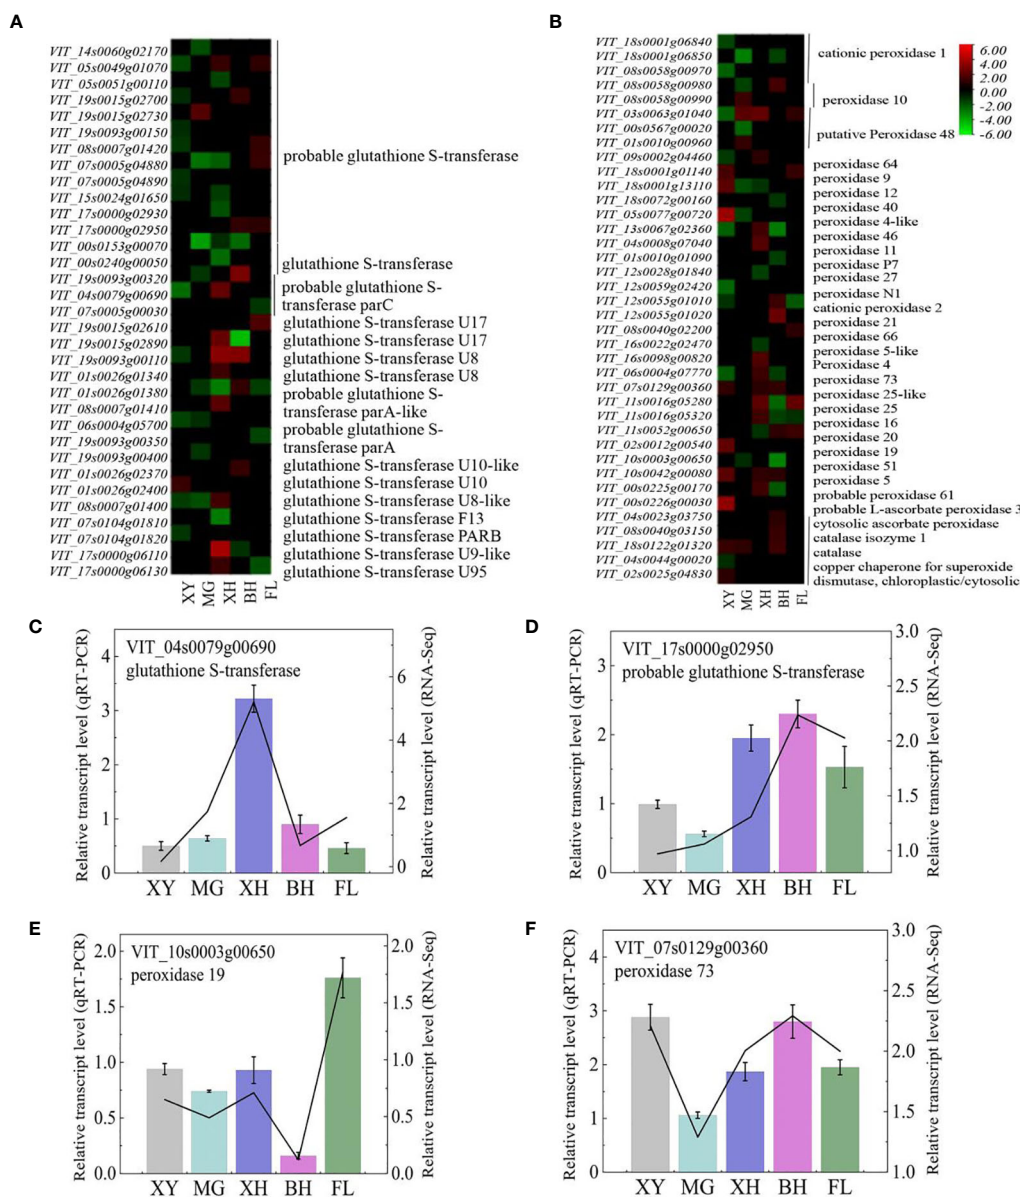 A
VIT_14s0060g02170
VIT_05s0049g01070
VIT_05s0051g00110
VIT_19s0015g02700
VIT_19s0015g02730
VIT_19s0093g00150
VIT_08s0007g01420
VIT_07s0005g04880
VIT_07s0005g04890
VIT_15s0024g01650
VIT_17s0000g02930
VIT_17s0000g02950
VIT_00s0153g00070
VIT_00s0240g00050
VIT_19s0093g00320
VIT_04s0079g00690
VIT_07s0005g00030
VIT_19s0015g02610
VIT_19s0015g02890
VIT_19s0093g00110
VIT_01s0026g01340
VIT_01s0026g01380
VIT_08s0007g01410
VIT_06s0004g05700
VIT_19s0093g00350
VIT_19s0093g00400
VIT_01s0026g02370
VIT_01s0026g02400
VIT_08s0007g01400
VIT_07s0104g01810
VIT_07s0104g01820
VIT_17s0000g06110
VIT_17s0000g06130
probable glutathione S-transferase
glutathione S-transferase
probable glutathione S-
transferase parC
glutathione S-transferase U17
glutathione S-transferase U17
glutathione S-transferase U8
glutathione S-transferase U8
probable glutathione S-
transferase parA-like
probable glutathione S-
transferase parA
glutathione S-transferase U10-like
glutathione S-transferase U10
glutathione S-transferase U8-like
glutathione S-transferase F13
glutathione S-transferase PARB
glutathione S-transferase U9-like
glutathione S-transferase U95
XY
MG
XH
BH
FL
B
VIT_18s0001g06840
VIT_18s0001g06850
VIT_08s0058g00970
VIT_08s0058g00980
VIT_08s0058g00990
VIT_03s0063g01040
VIT_00s0567g00020
VIT_01s0010g00960
VIT_09s0002g04460
VIT_18s0001g01140
VIT_18s0001g13110
VIT_18s0072g00160
VIT_05s0077g00720
VIT_13s0067g02360
VIT_04s0008g07040
VIT_01s0010g01090
VIT_12s0028g01840
VIT_12s0059g02420
VIT_12s0055g01010
VIT_12s0055g01020
VIT_08s0040g02200
VIT_16s0022g02470
VIT_16s0098g00820
VIT_06s0004g07770
VIT_07s0129g00360
VIT_11s0016g05280
VIT_11s0016g05320
VIT_11s0052g00650
VIT_02s0012g00540
VIT_10s0003g00650
VIT_10s0042g00080
VIT_00s0225g00170
VIT_00s0226g00030
VIT_04s0023g03750
VIT_08s0040g03150
VIT_18s0122g01320
VIT_04s0044g00020
VIT_02s0025g04830
cationic peroxidase 1
peroxidase 10
putative Peroxidase 48
peroxidase 64
peroxidase 9
peroxidase 12
peroxidase 40
peroxidase 4-like
peroxidase 46
peroxidase 11
peroxidase P7
peroxidase 27
peroxidase N1
cationic peroxidase 2
peroxidase 21
peroxidase 66
peroxidase 5-like
Peroxidase 4
peroxidase 73
peroxidase 25-like
peroxidase 25
peroxidase 16
peroxidase 20
peroxidase 19
peroxidase 51
peroxidase 5
probable peroxidase 61
probable L-ascorbate peroxidase 3
cytosolic ascorbate peroxidase
catalase isozyme 1
catalase
copper chaperone for superoxide
dismutase, chloroplastic/cytosolic
XY
MG
XH
BH
FL
6.00
4.00
2.00
0.00
-2.00
-4.00
-6.00
C
VIT_04s0079g00690
glutathione S-transferase
Relative transcript level (qRT-PCR)
4
3
2
1
0
Relative transcript level (RNA-Seq)
6
4
2
0
XY MG XH BH FL
D
VIT_17s0000g02950
probable glutathione S-transferase
Relative transcript level (qRT-PCR)
3
2
1
0
Relative transcript level (RNA-Seq)
3.0
2.5
2.0
1.5
1.0
XY MG XH BH FL
E
VIT_10s0003g00650
peroxidase 19
Relative transcript level (qRT-PCR)
2.0
1.5
1.0
0.5
0.0
Relative transcript level (RNA-Seq)
2.0
1.5
1.0
0.5
0.0
XY MG XH BH FL
F
VIT_07s0129g00360
peroxidase 73
Relative transcript level (qRT-PCR)
4
3
2
1
0
Relative transcript level (RNA-Seq)
3.0
2.5
2.0
1.5
1.0
XY MG XH BH FL